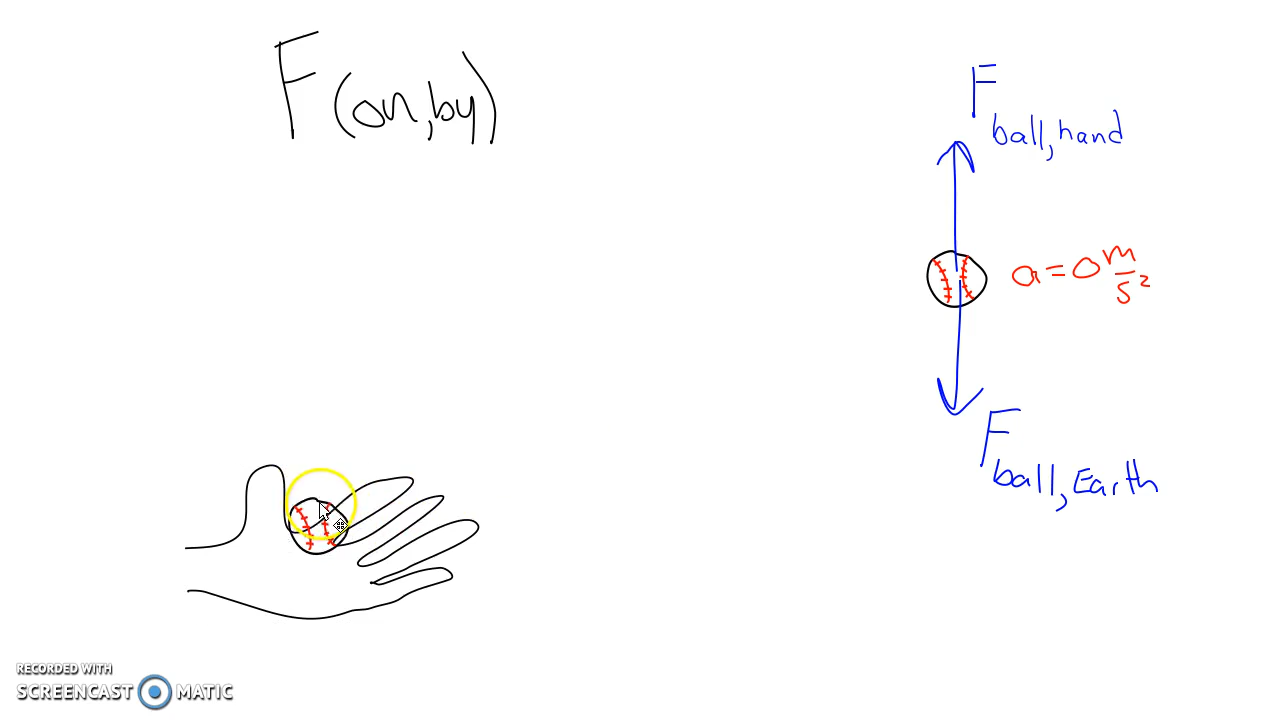 F(on,by)
F ball,hand
a=0 m/s²
F ball,Earth
RECORDED WITH
SCREENCAST MATIC